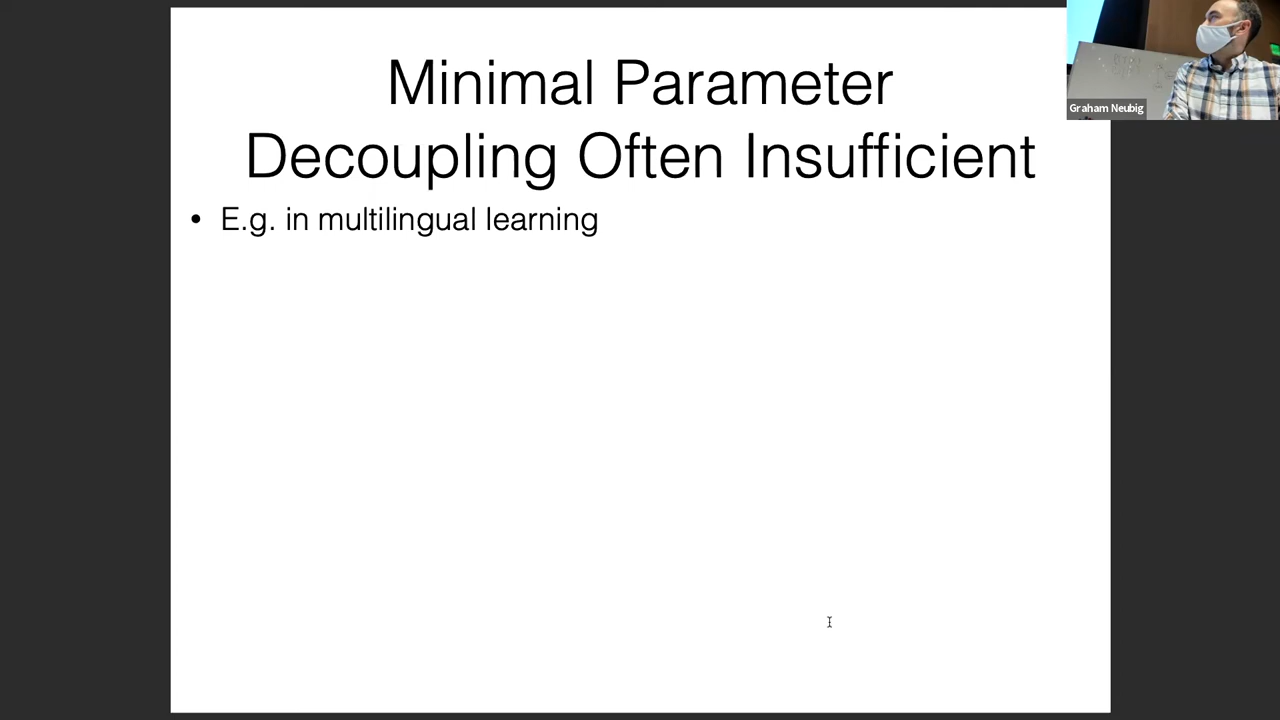 Minimal Parameter
Decoupling Often Insufficient
• E.g. in multilingual learning
Graham Neubig